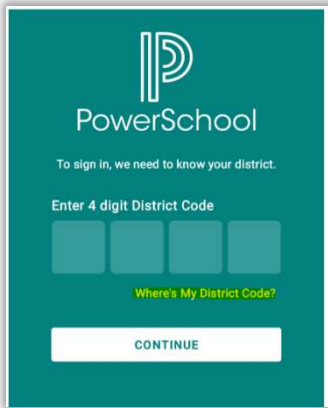 PowerSchool
To sign in, we need to know your district.
Enter 4 digit District Code
Where's My District Code?
CONTINUE